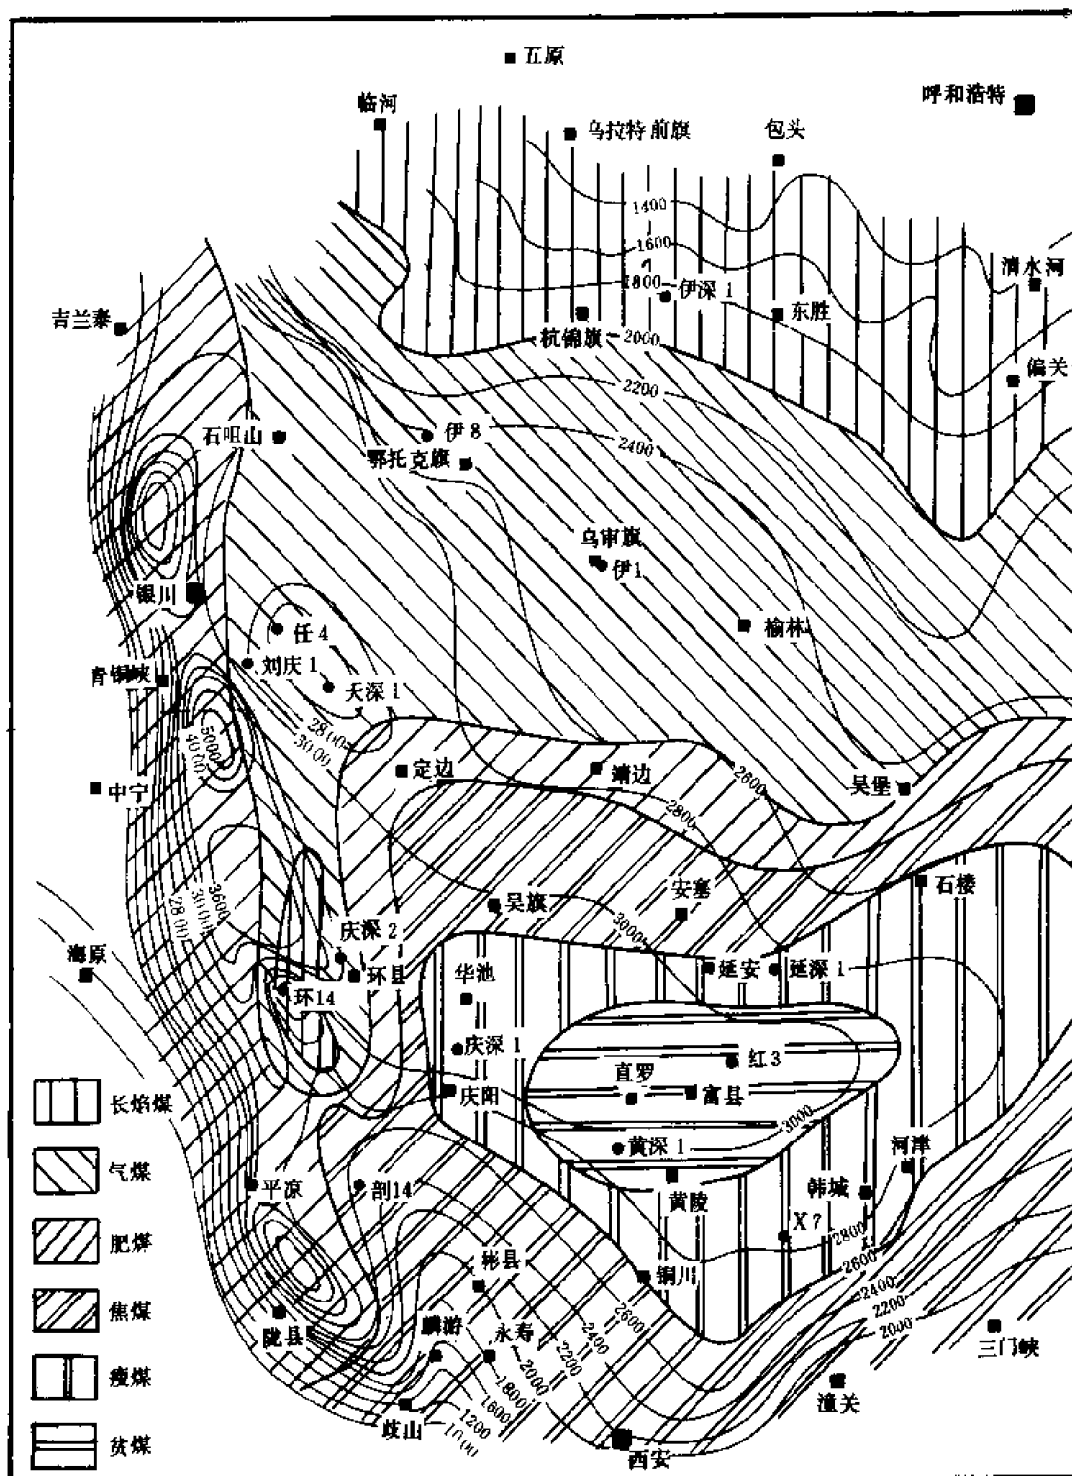 五原
呼和浩特
临河
乌拉特前旗
包头
1400
1600
清水河
1800
伊深1
吉兰泰
杭锦旗
2000
东胜
偏关
2200
石咀山
伊8
2400
鄂托克旗
乌审旗
伊1
银川
任4
榆林
刘庆1
青铜峡
天深1
2800
3000
5000
4000
定边
靖边
2600
吴堡
中宁
2800
3600
3000
2800
吴旗
安塞
石楼
3000
庆深2
海原
环县
华池
延安
延深1
环14
庆深1
红3
直罗
庆阳
富县
长焰煤
3000
黄深1
河津
气煤
平凉
剖14
黄陵
韩城
X7
2800
肥煤
2600
彬县
铜川
2400
焦煤
2600
2200
陇县
麟游
永寿
2400
2000
2200
三门峡
2000
1800
瘦煤
1600
潼关
1200
岐山
1000
贫煤
西安